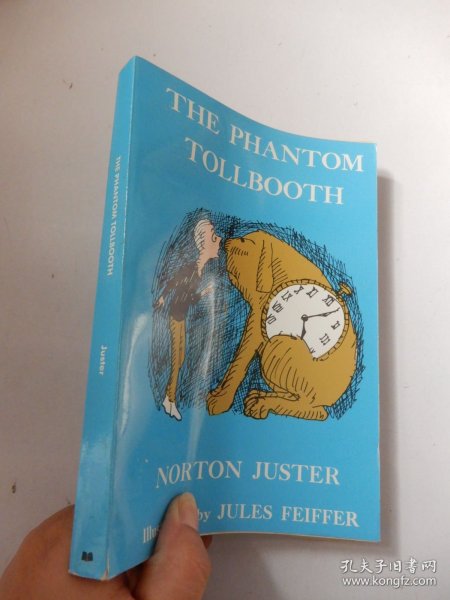 THE PHANTOM
TOLLBOOTH
NORTON JUSTER
by JULES FEIFFER
THE PHANTOM TOLLBOOTH
Juster
孔夫子旧书网
www.kongfz.com